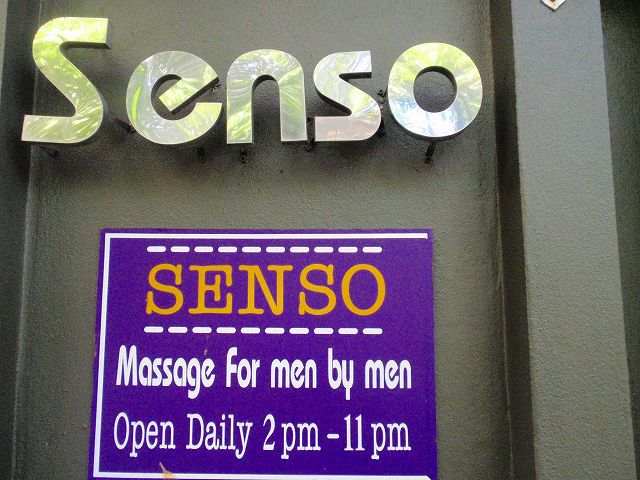 Senso
SENSO
Massage For men by men
Open Daily 2 pm - 11 pm